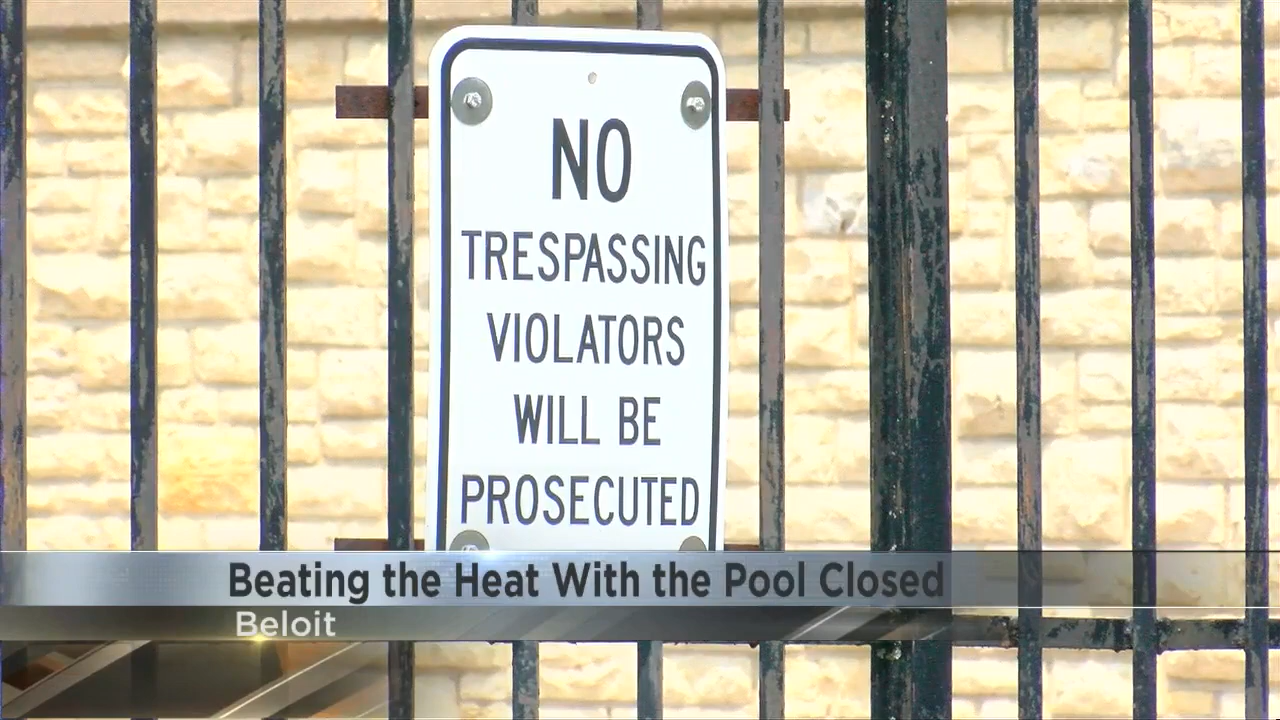 NO
TRESPASSING
VIOLATORS
WILL BE
PROSECUTED
Beating the Heat With the Pool Closed
Beloit